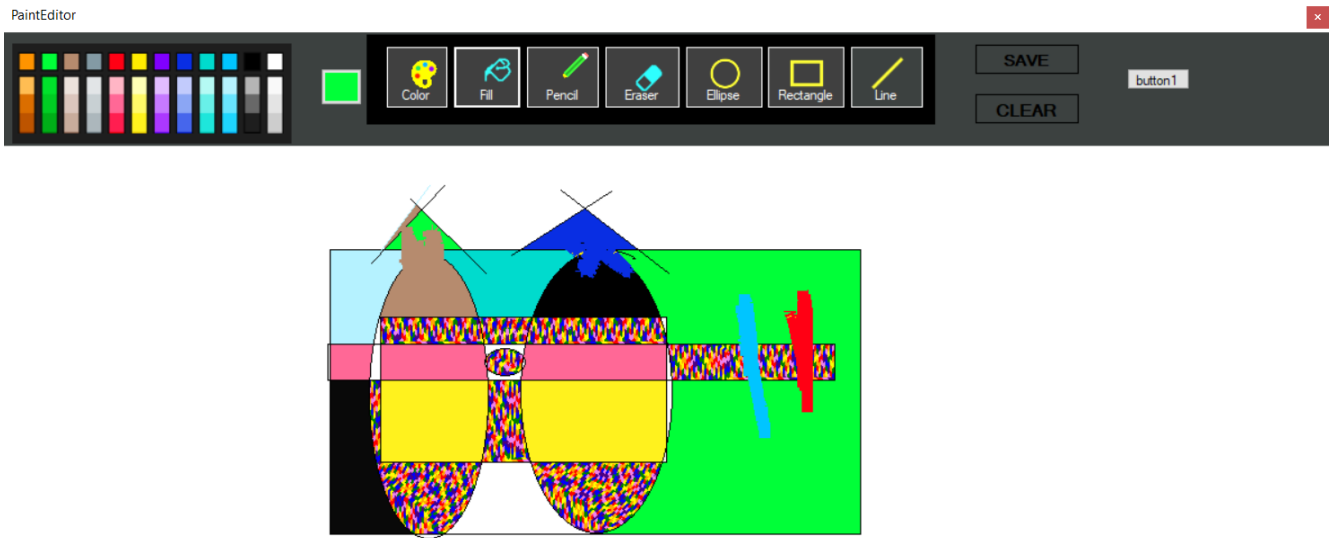 PaintEditor
Color
Fill
Pencil
Eraser
Ellipse
Rectangle
Line
SAVE
CLEAR
button1